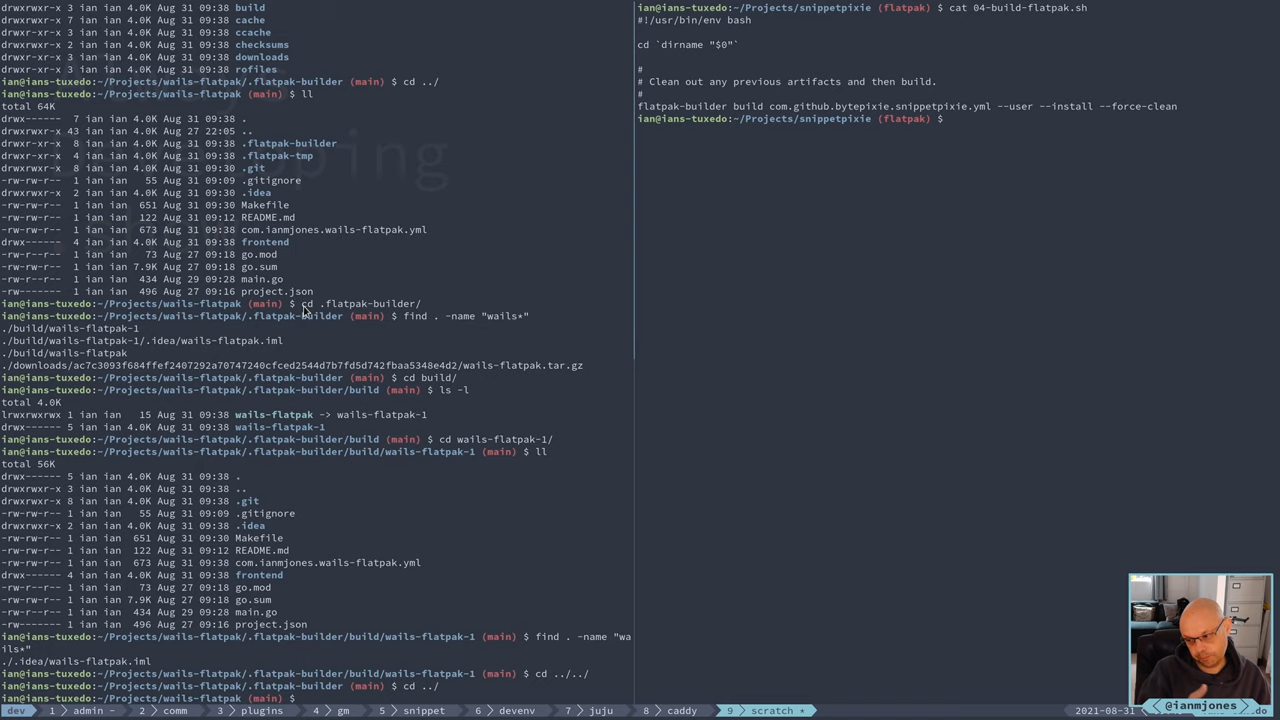 drwxrwxr-x 3 ian ian 4.0K Aug 31 09:38 build
drwxr-xr-x 2 ian ian 4.0K Aug 31 09:38 cache
drwxr-xr-x 3 ian ian 4.0K Aug 31 09:38 ccache
drwxrwxr-x 2 ian ian 4.0K Aug 31 09:38 checksums
drwxr-xr-x 3 ian ian 4.0K Aug 31 09:38 downloads
drwxr-xr-x 3 ian ian 4.0K Aug 31 09:38 rofiles
ian@ians-tuxedo:~/Projects/wails-flatpak/.flatpak-builder (main) $ cd ../
ian@ians-tuxedo:~/Projects/wails-flatpak (main) $ ll
total 64K
drwx------ 7 ian ian 4.0K Aug 31 09:38 .
drwxrwxr-x 43 ian ian 4.0K Aug 27 22:05 ..
drwxrwxr-x 8 ian ian 4.0K Aug 31 09:38 .flatpak-builder
drwxrwxr-x 4 ian ian 4.0K Aug 31 09:38 .flatpak-tmp
drwxrwxr-x 8 ian ian 4.0K Aug 31 09:30 .git
-rw-rw-r-- 1 ian ian 55 Aug 31 09:09 .gitignore
drwxrwxr-x 2 ian ian 4.0K Aug 31 09:30 .idea
-rw-rw-r-- 1 ian ian 651 Aug 31 09:30 Makefile
-rw-rw-r-- 1 ian ian 122 Aug 31 09:12 README.md
-rw-rw-r-- 1 ian ian 673 Aug 31 09:38 com.ianmjones.wails-flatpak.yml
drwx------ 4 ian ian 4.0K Aug 31 09:38 frontend
-rw-r--r-- 1 ian ian 73 Aug 27 09:18 go.mod
-rw-r--r-- 1 ian ian 7.9K Aug 27 09:18 go.sum
-rw-r--r-- 1 ian ian 434 Aug 29 09:28 main.go
-rw-r--r-- 1 ian ian 496 Aug 27 09:16 project.json
ian@ians-tuxedo:~/Projects/wails-flatpak (main) $ cd .flatpak-builder/
ian@ians-tuxedo:~/Projects/wails-flatpak/.flatpak-builder (main) $ find . -name "wails*"
./build/wails-flatpak-1
./build/wails-flatpak-1/.idea/wails-flatpak.iml
./build/wails-flatpak
./downloads/ac7c3093f684ffef2407292a70747240cfced2544d7b7fd5d742fbaa5348e4d2/wails-flatpak.tar.gz
ian@ians-tuxedo:~/Projects/wails-flatpak/.flatpak-builder (main) $ cd build/
ian@ians-tuxedo:~/Projects/wails-flatpak/.flatpak-builder/build (main) $ ls -l
total 4.0K
lrwxrwxrwx 1 ian ian 15 Aug 31 09:38 wails-flatpak -> wails-flatpak-1
drwx------ 5 ian ian 4.0K Aug 31 09:38 wails-flatpak-1
ian@ians-tuxedo:~/Projects/wails-flatpak/.flatpak-builder/build (main) $ cd wails-flatpak-1/
ian@ians-tuxedo:~/Projects/wails-flatpak/.flatpak-builder/build/wails-flatpak-1 (main) $ ll
total 56K
drwx------ 5 ian ian 4.0K Aug 31 09:38 .
drwxrwxr-x 3 ian ian 4.0K Aug 31 09:38 ..
drwxrwxr-x 8 ian ian 4.0K Aug 31 09:38 .git
-rw-rw-r-- 1 ian ian 55 Aug 31 09:09 .gitignore
drwxrwxr-x 2 ian ian 4.0K Aug 31 09:38 .idea
-rw-rw-r-- 1 ian ian 651 Aug 31 09:30 Makefile
-rw-rw-r-- 1 ian ian 122 Aug 31 09:12 README.md
-rw-rw-r-- 1 ian ian 673 Aug 31 09:38 com.ianmjones.wails-flatpak.yml
drwx------ 4 ian ian 4.0K Aug 31 09:38 frontend
-rw-r--r-- 1 ian ian 73 Aug 27 09:18 go.mod
-rw-r--r-- 1 ian ian 7.9K Aug 27 09:18 go.sum
-rw-r--r-- 1 ian ian 434 Aug 29 09:28 main.go
-rw-r--r-- 1 ian ian 496 Aug 27 09:16 project.json
ian@ians-tuxedo:~/Projects/wails-flatpak/.flatpak-builder/build/wails-flatpak-1 (main) $ find . -name "wa
ils*"
./.idea/wails-flatpak.iml
ian@ians-tuxedo:~/Projects/wails-flatpak/.flatpak-builder/build/wails-flatpak-1 (main) $ cd ../../
ian@ians-tuxedo:~/Projects/wails-flatpak/.flatpak-builder (main) $ cd ../
ian@ians-tuxedo:~/Projects/wails-flatpak (main) $
ian@ians-tuxedo:~/Projects/snippetpixie (flatpak) $ cat 04-build-flatpak.sh
#!/usr/bin/env bash
cd `dirname "$0"`
#
# Clean out any previous artifacts and then build.
#
flatpak-builder build com.github.bytepixie.snippetpixie.yml --user --install --force-clean
ian@ians-tuxedo:~/Projects/snippetpixie (flatpak) $
@ianmjones
dev 1 admin - 2 comm 3 plugins 4 gm 5 snippet 6 devenv 7 juju 8 caddy 9 scratch * 2021-08-31